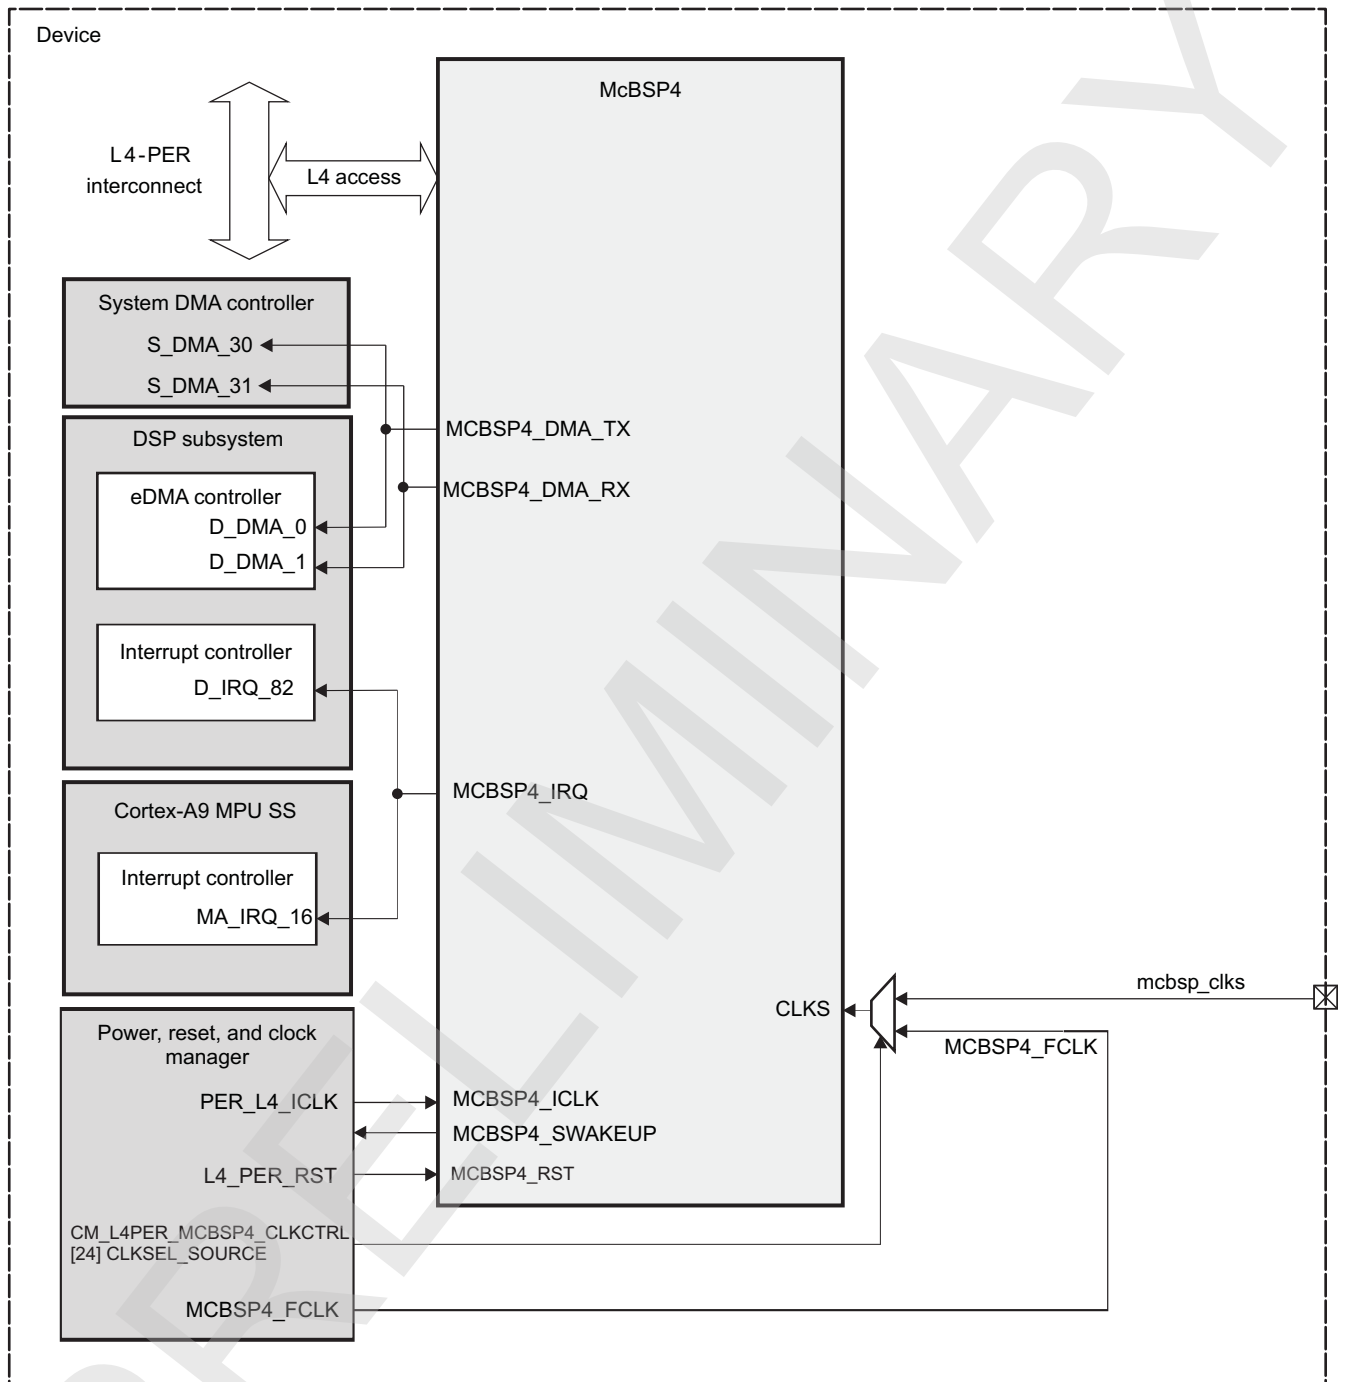 Device
McBSP4
L4-PER
interconnect
L4 access
System DMA controller
S_DMA_30
S_DMA_31
DSP subsystem
MCBSP4_DMA_TX
eDMA controller
MCBSP4_DMA_RX
D_DMA_0
D_DMA_1
Interrupt controller
D_IRQ_82
MCBSP4_IRQ
Cortex-A9 MPU SS
Interrupt controller
MA_IRQ_16
mcbsp_clks
CLKS
Power, reset, and clock
manager
MCBSP4_FCLK
PER_L4_ICLK
MCBSP4_ICLK
MCBSP4_SWAKEUP
L4_PER_RST
MCBSP4_RST
CM_L4PER_MCBSP4_CLKCTRL
[24] CLKSEL_SOURCE
MCBSP4_FCLK
PRELIMINARY